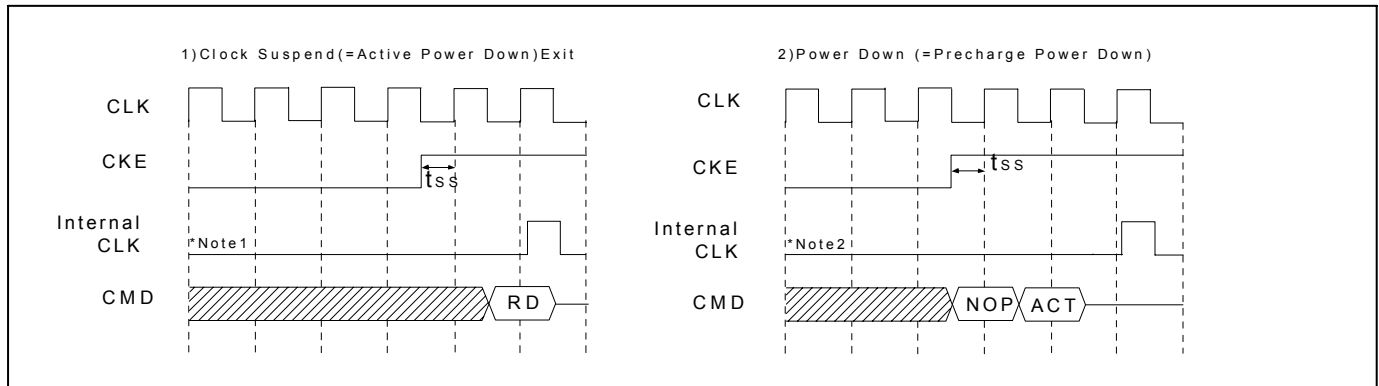 1)Clock Suspend(=Active Power Down)Exit
CLK
CKE
tss
Internal
CLK
*Note1
CMD
RD
2)Power Down (=Precharge Power Down)
CLK
CKE
tss
Internal
CLK
*Note2
CMD
NOP
ACT